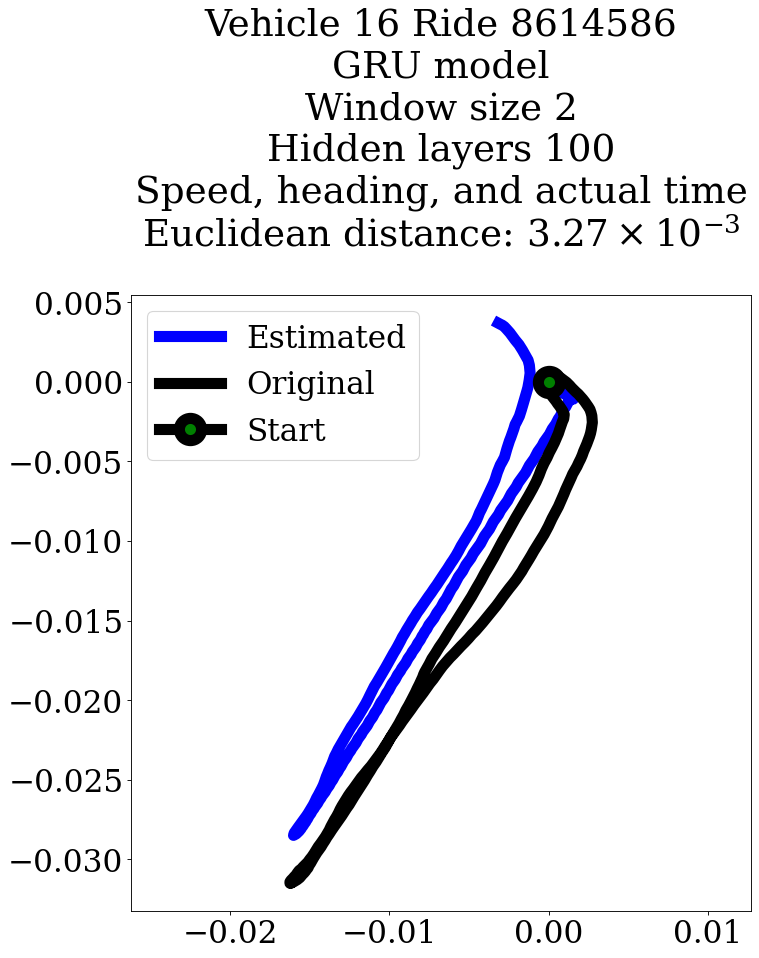 Vehicle 16 Ride 8614586
GRU model
Window size 2
Hidden layers 100
Speed, heading, and actual time
Euclidean distance: 3.27 × 10⁻³
Estimated
Original
Start
0.005
0.000
−0.005
−0.010
−0.015
−0.020
−0.025
−0.030
−0.02 −0.01 0.00 0.01